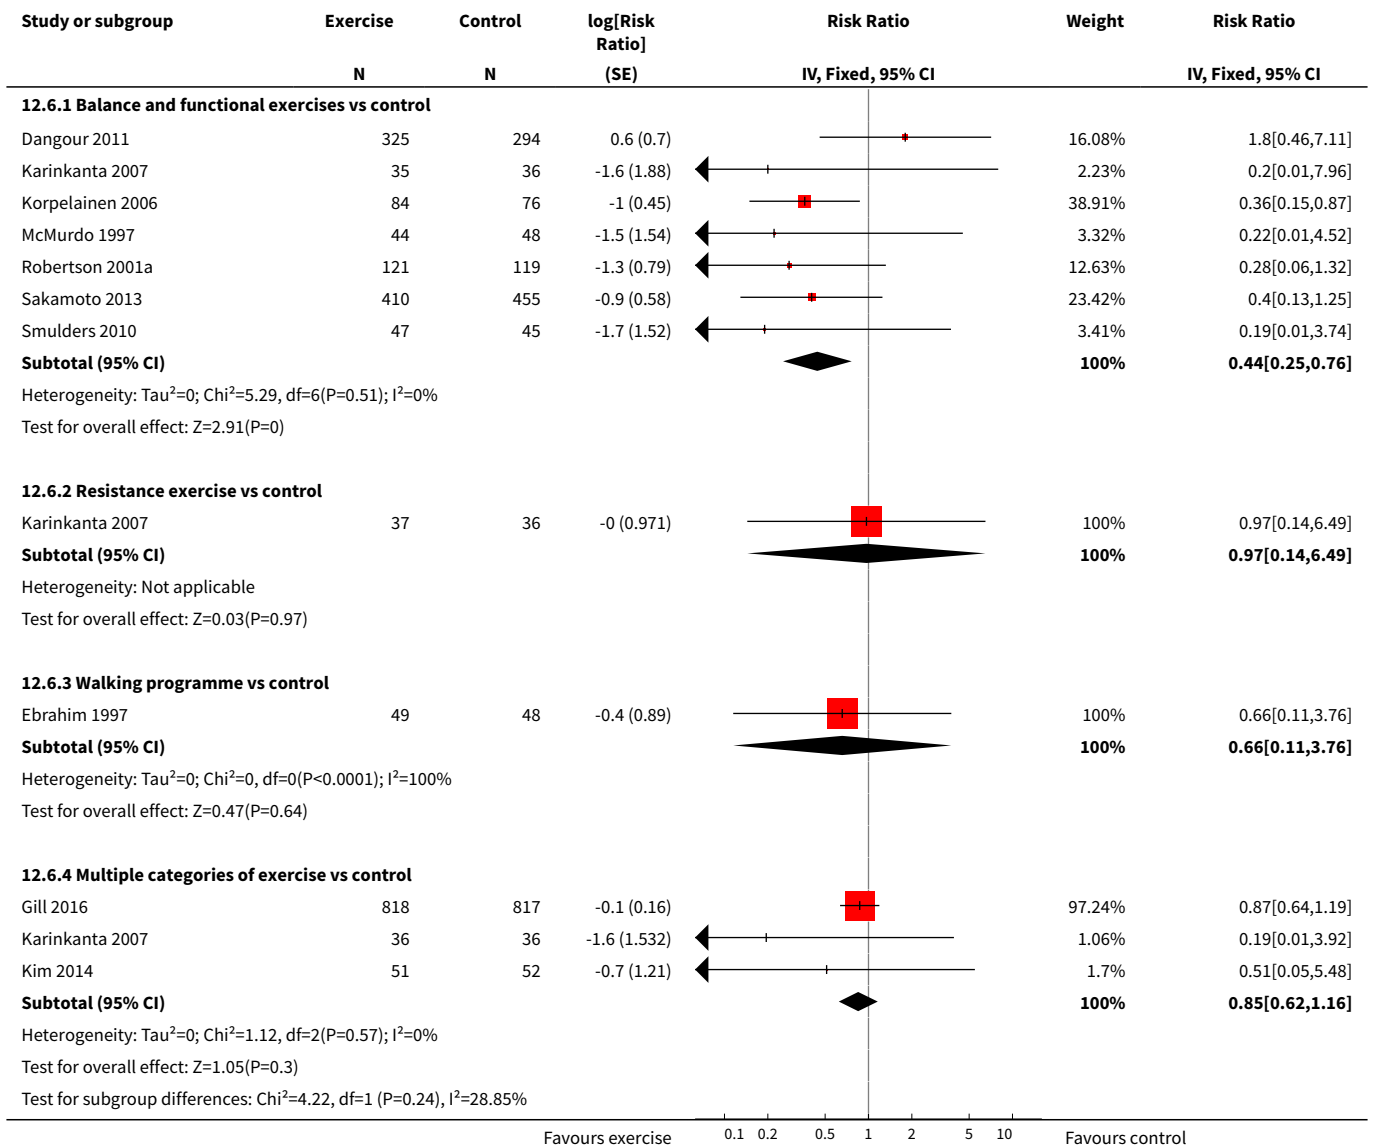 Study or subgroup Exercise Control log[Risk Ratio] Risk Ratio Weight Risk Ratio
N N (SE) IV, Fixed, 95% CI IV, Fixed, 95% CI
12.6.1 Balance and functional exercises vs control
Dangour 2011 325 294 0.6 (0.7) 16.08% 1.8[0.46,7.11]
Karinkanta 2007 35 36 -1.6 (1.88) 2.23% 0.2[0.01,7.96]
Korpelainen 2006 84 76 -1 (0.45) 38.91% 0.36[0.15,0.87]
McMurdo 1997 44 48 -1.5 (1.54) 3.32% 0.22[0.01,4.52]
Robertson 2001a 121 119 -1.3 (0.79) 12.63% 0.28[0.06,1.32]
Sakamoto 2013 410 455 -0.9 (0.58) 23.42% 0.4[0.13,1.25]
Smulders 2010 47 45 -1.7 (1.52) 3.41% 0.19[0.01,3.74]
Subtotal (95% CI) 100% 0.44[0.25,0.76]
Heterogeneity: Tau²=0; Chi²=5.29, df=6(P=0.51); I²=0%
Test for overall effect: Z=2.91(P=0)
12.6.2 Resistance exercise vs control
Karinkanta 2007 37 36 -0 (0.971) 100% 0.97[0.14,6.49]
Subtotal (95% CI) 100% 0.97[0.14,6.49]
Heterogeneity: Not applicable
Test for overall effect: Z=0.03(P=0.97)
12.6.3 Walking programme vs control
Ebrahim 1997 49 48 -0.4 (0.89) 100% 0.66[0.11,3.76]
Subtotal (95% CI) 100% 0.66[0.11,3.76]
Heterogeneity: Tau²=0; Chi²=0, df=0(P<0.0001); I²=100%
Test for overall effect: Z=0.47(P=0.64)
12.6.4 Multiple categories of exercise vs control
Gill 2016 818 817 -0.1 (0.16) 97.24% 0.87[0.64,1.19]
Karinkanta 2007 36 36 -1.6 (1.532) 1.06% 0.19[0.01,3.92]
Kim 2014 51 52 -0.7 (1.21) 1.7% 0.51[0.05,5.48]
Subtotal (95% CI) 100% 0.85[0.62,1.16]
Heterogeneity: Tau²=0; Chi²=1.12, df=2(P=0.57); I²=0%
Test for overall effect: Z=1.05(P=0.3)
Test for subgroup differences: Chi²=4.22, df=1 (P=0.24), I²=28.85%
Favours exercise 0.1 0.2 0.5 1 2 5 10 Favours control